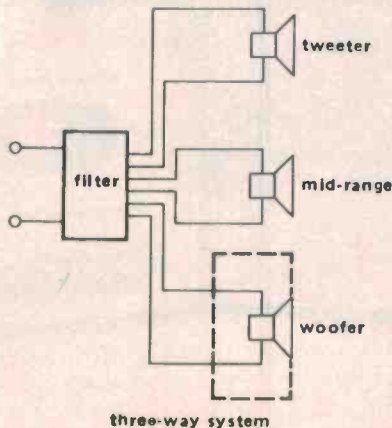 tweeter
filter
mid-range
woofer
three-way system